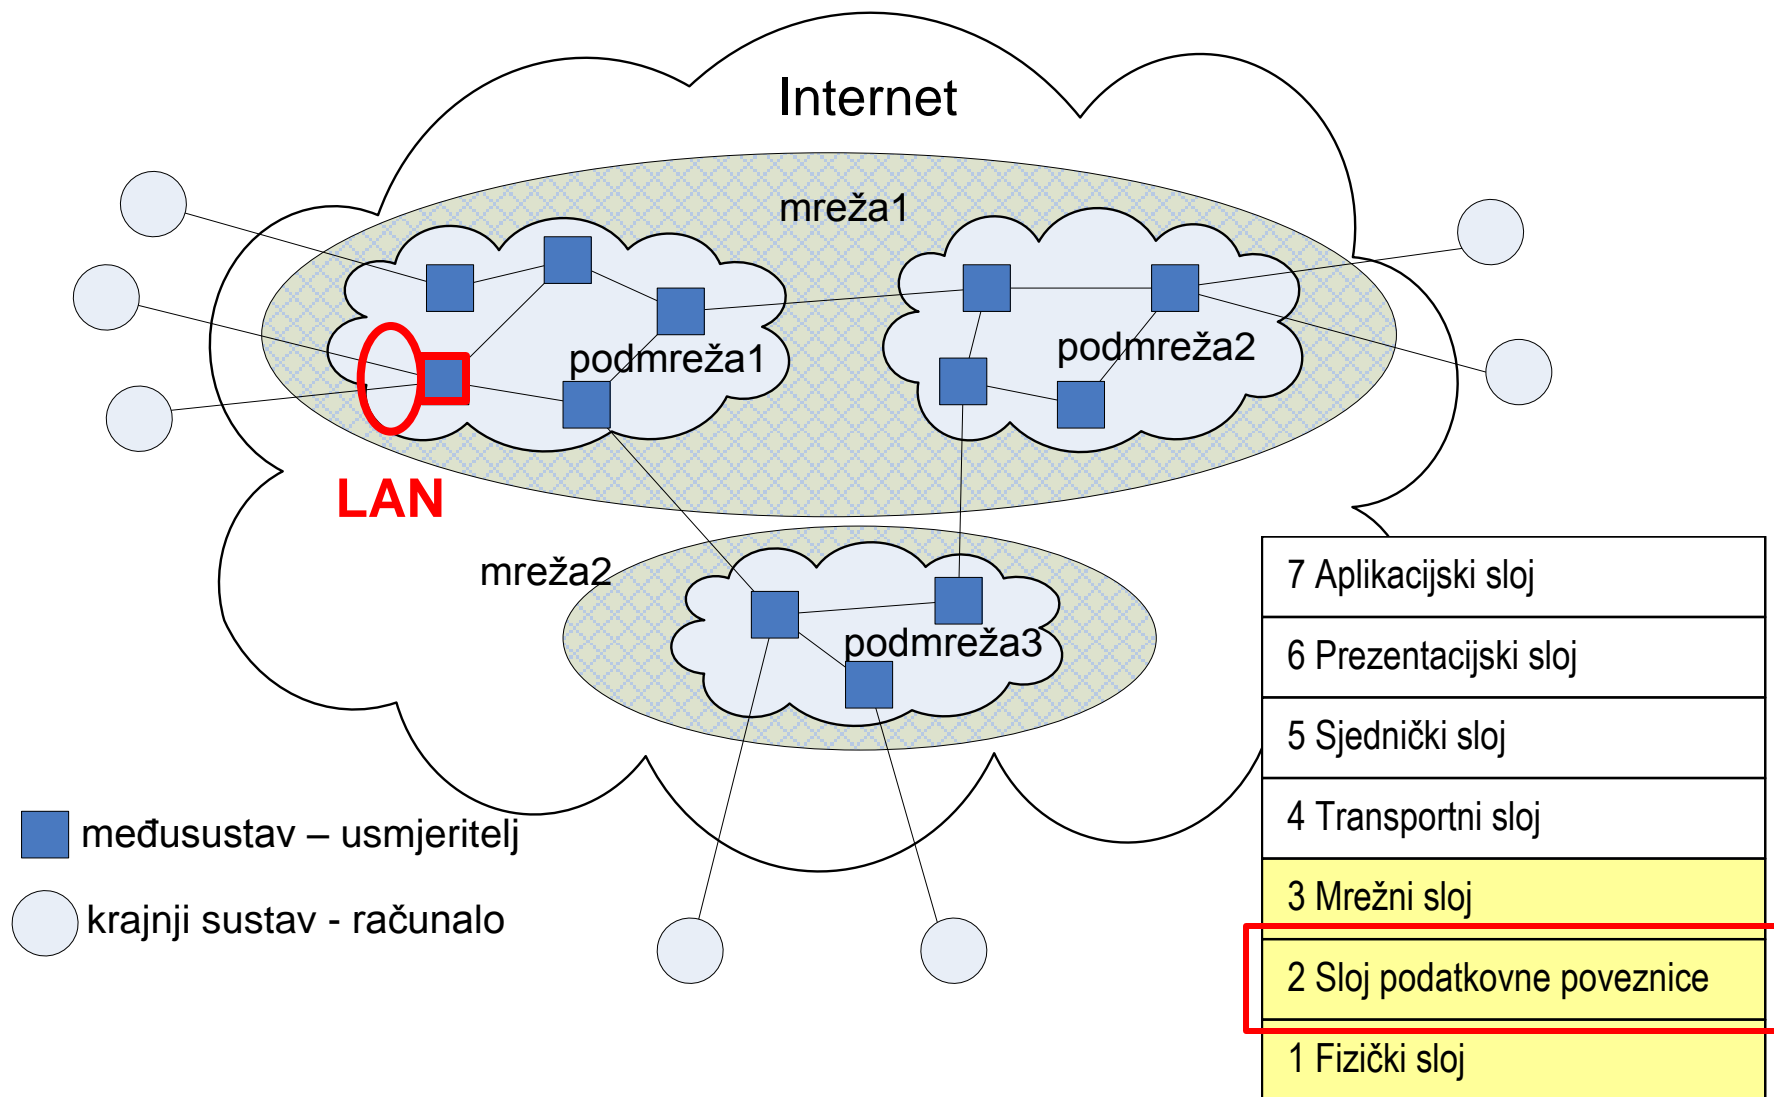 Internet
mreža1
podmreža1
podmreža2
LAN
mreža2
podmreža3
međusustav – usmjeritelj
krajnji sustav - računalo
7 Aplikacijski sloj
6 Prezentacijski sloj
5 Sjednički sloj
4 Transportni sloj
3 Mrežni sloj
2 Sloj podatkovne poveznice
1 Fizički sloj